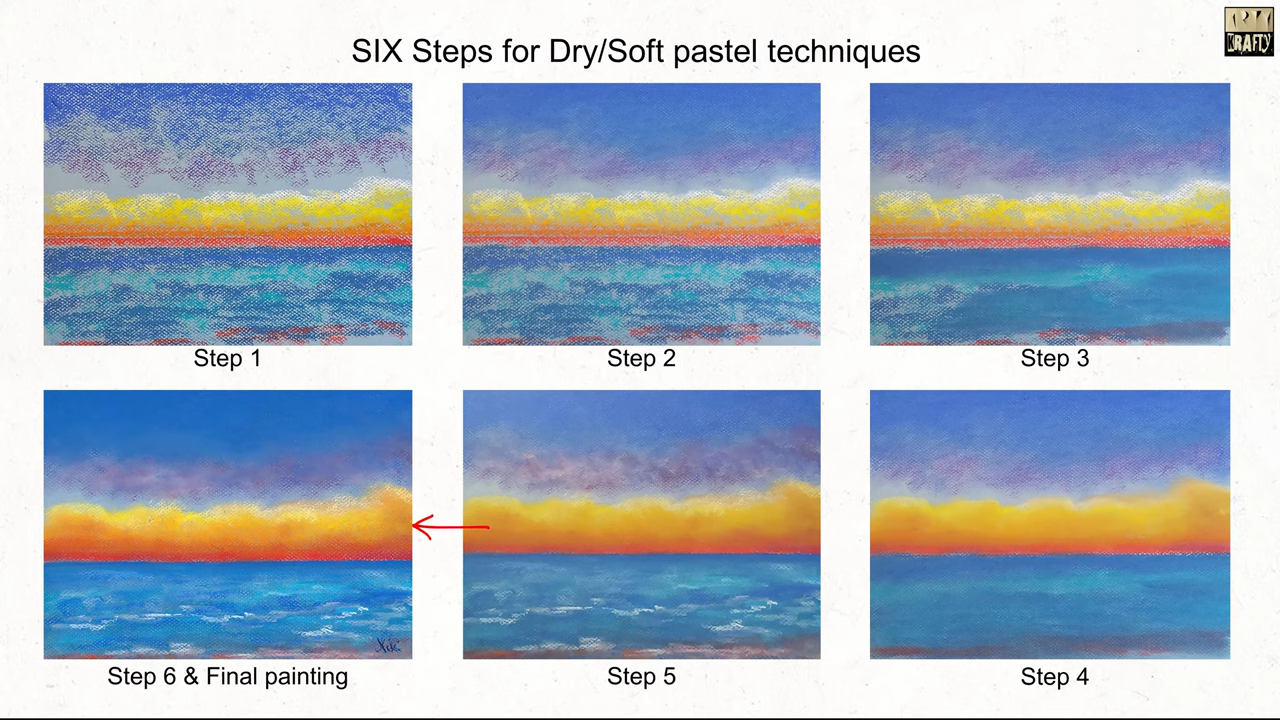 SIX Steps for Dry/Soft pastel techniques
KRAFTY
Step 1
Step 2
Step 3
Step 6 & Final painting
Step 5
Step 4